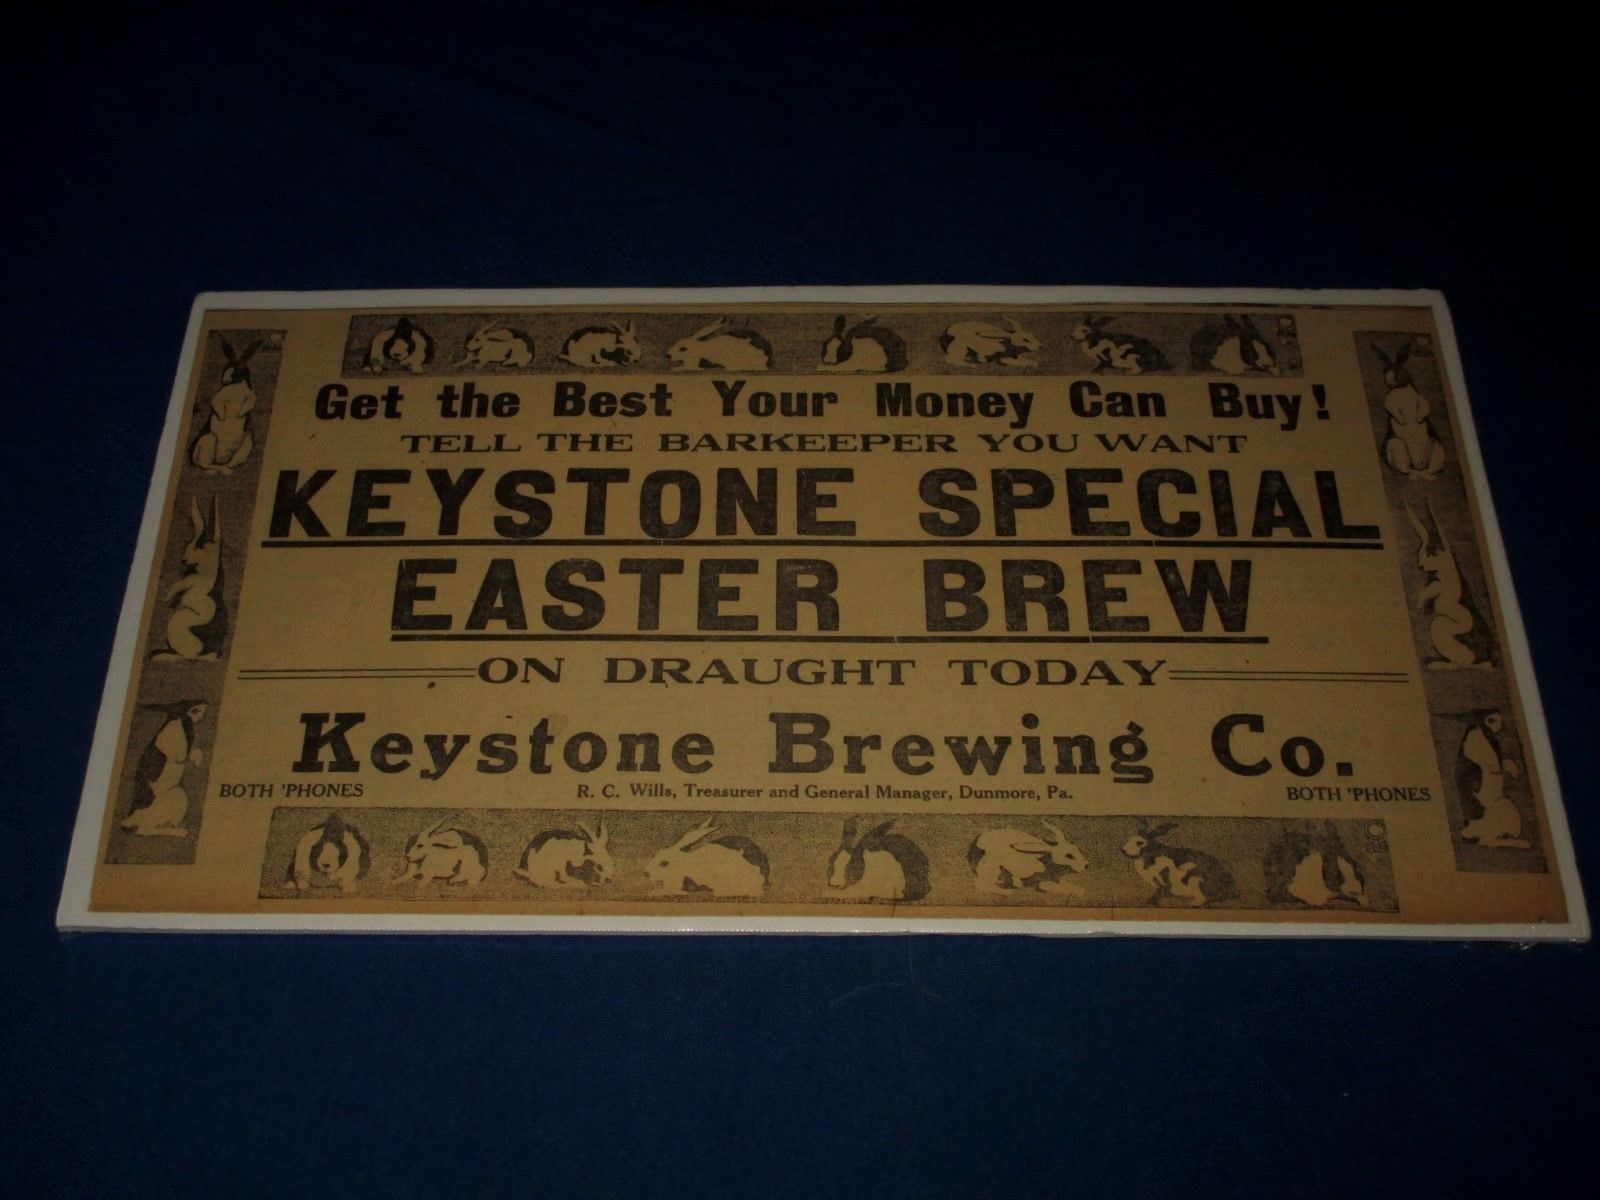 Get the Best Your Money Can Buy!
TELL THE BARKEEPER YOU WANT
KEYSTONE SPECIAL
EASTER BREW
ON DRAUGHT TODAY
Keystone Brewing Co.
BOTH 'PHONES R. C. Wills, Treasurer and General Manager, Dunmore, Pa. BOTH 'PHONES